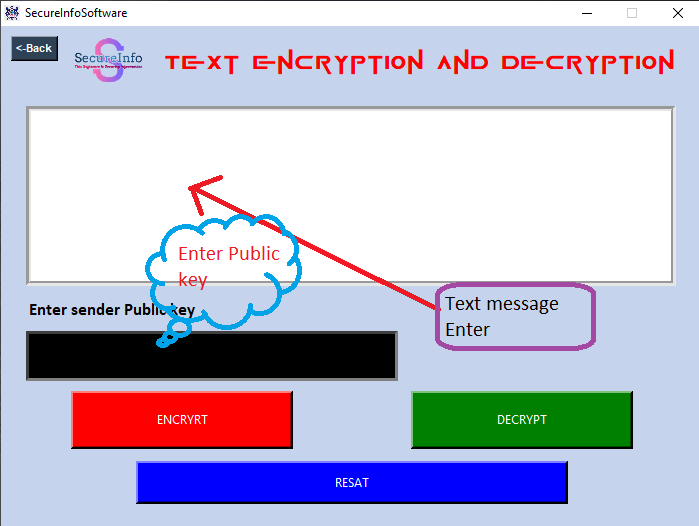 SecureInfoSoftware
<-Back
SecureInfo
TEXT ENCRYPTION AND DECRYPTION
Enter Public
key
Text message
Enter
Enter sender Public key
ENCRYRT
DECRYPT
RESAT